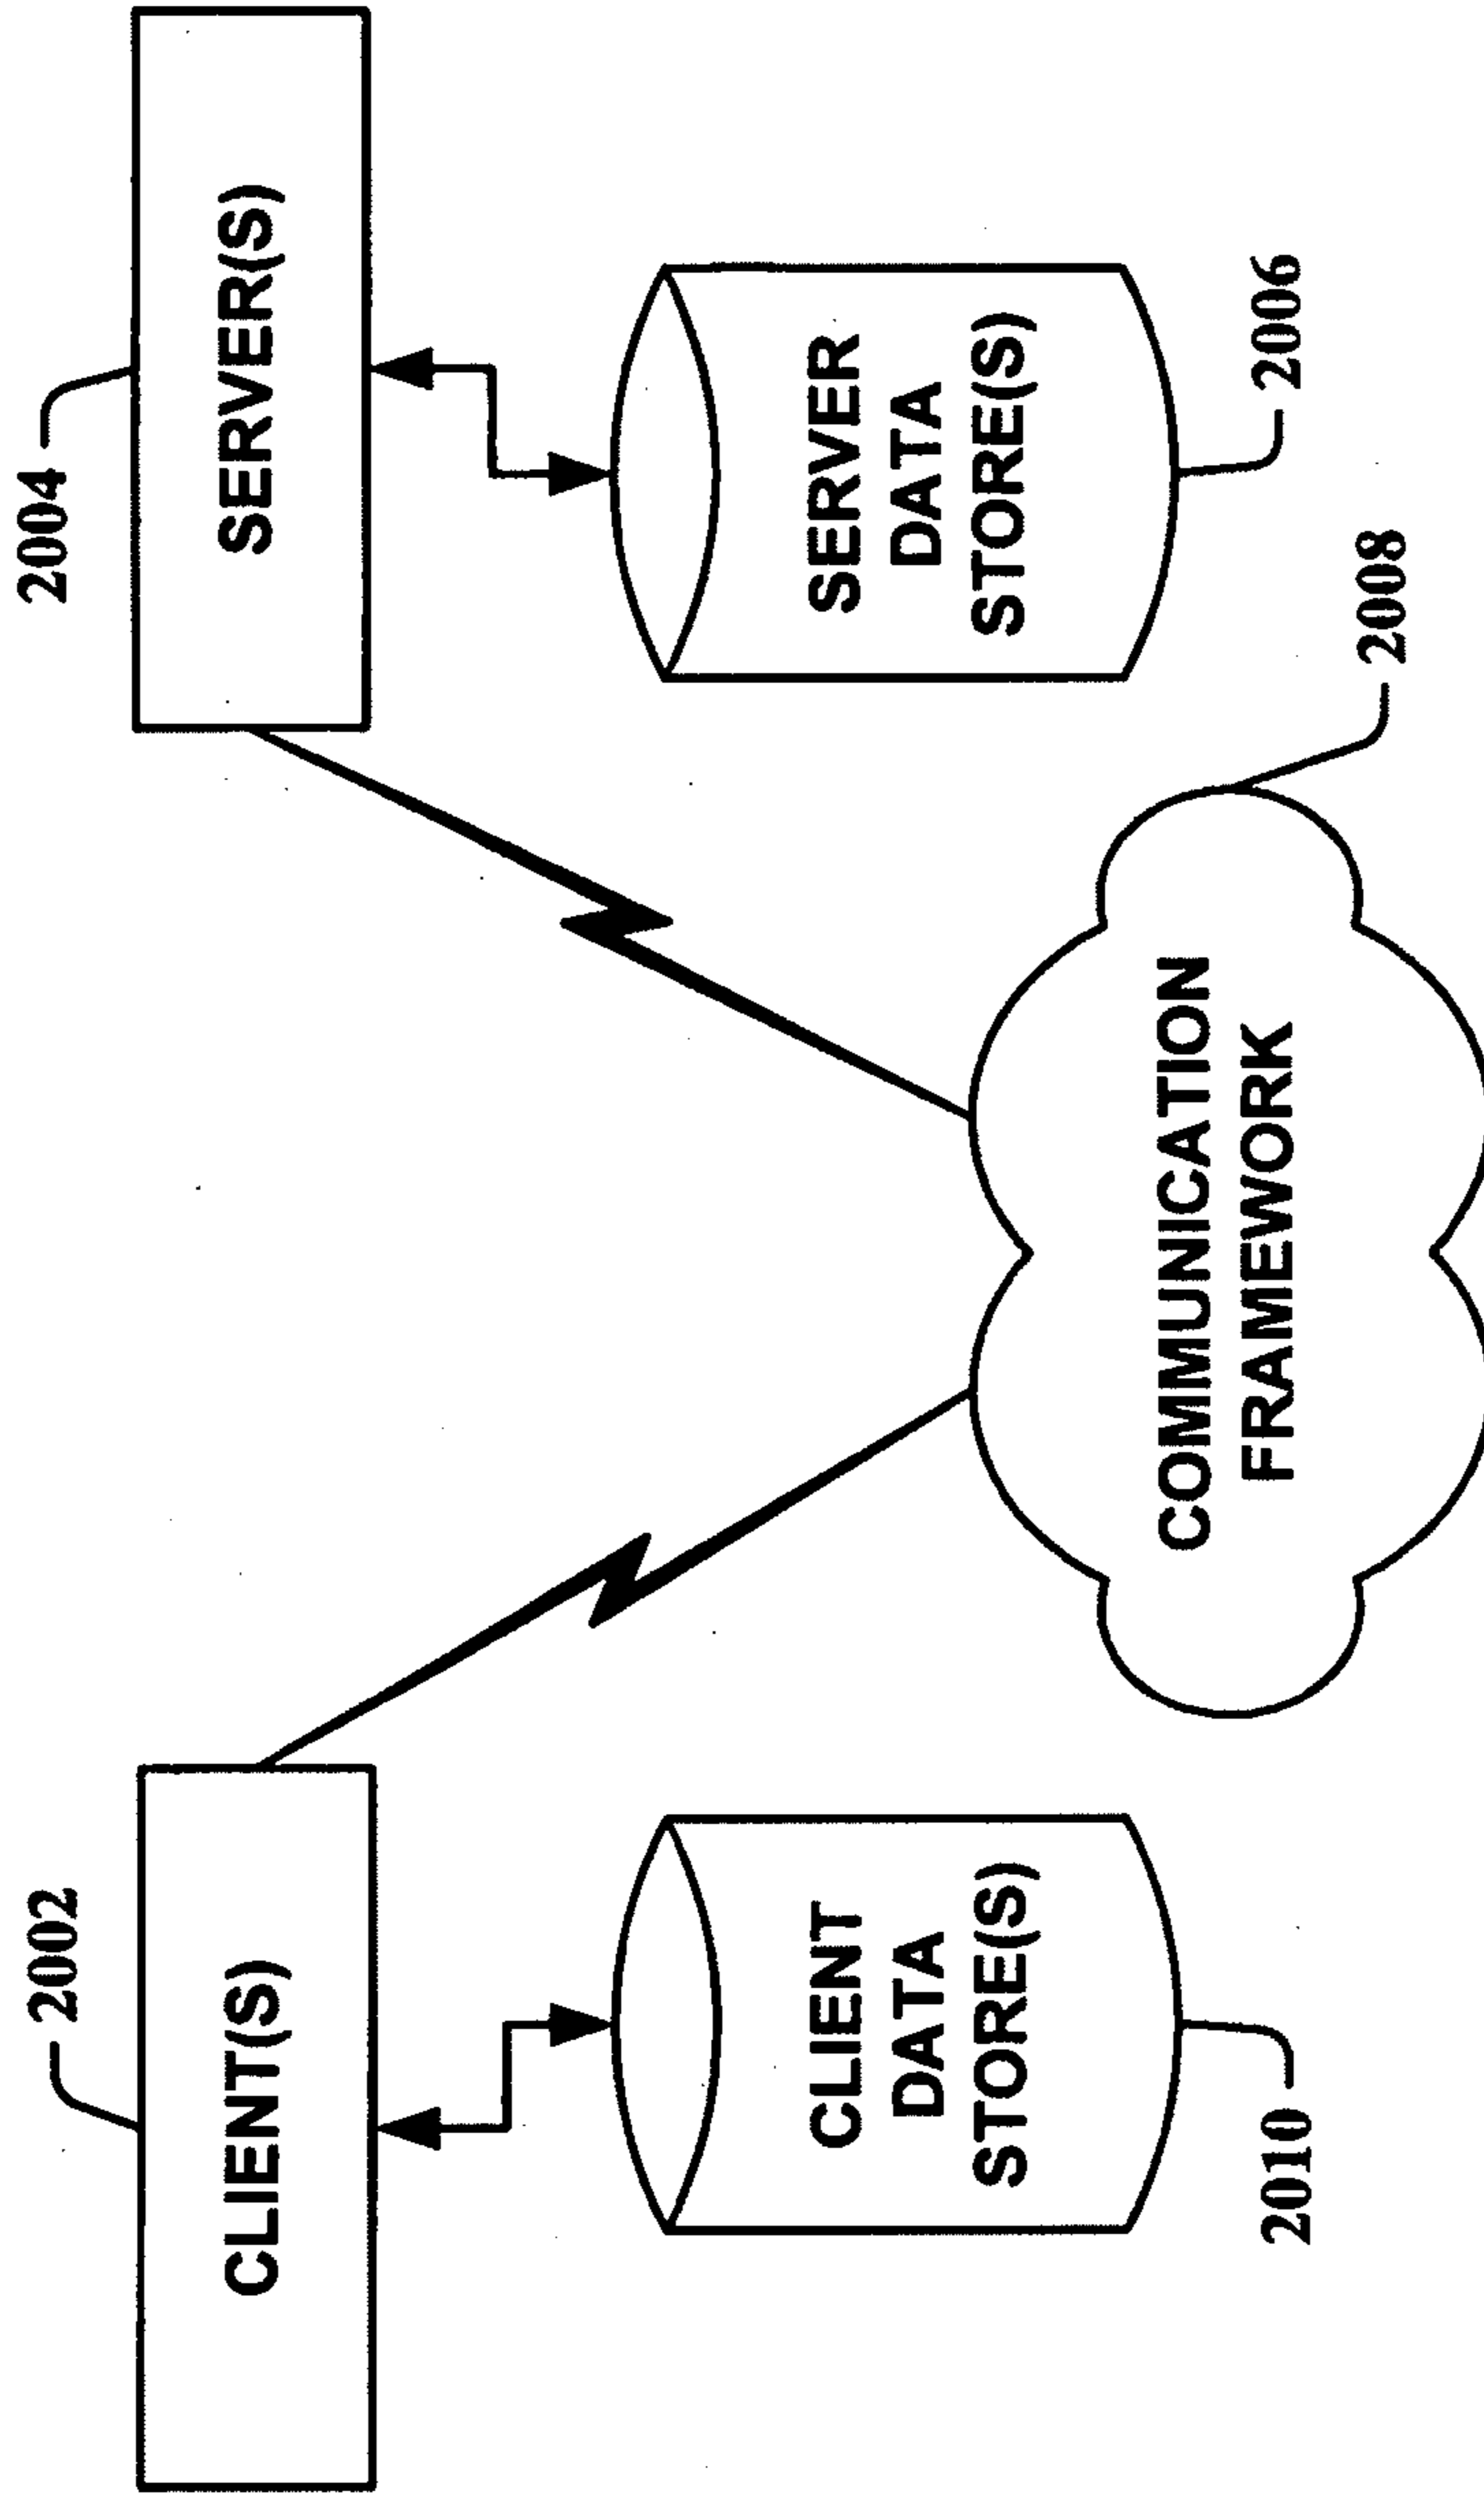 2002
CLIENT(S)
2004
SERVER(S)
CLIENT
DATA
STORE(S)
2010
COMMUNICATION
FRAMEWORK
2008
SERVER
DATA
STORE(S)
2006